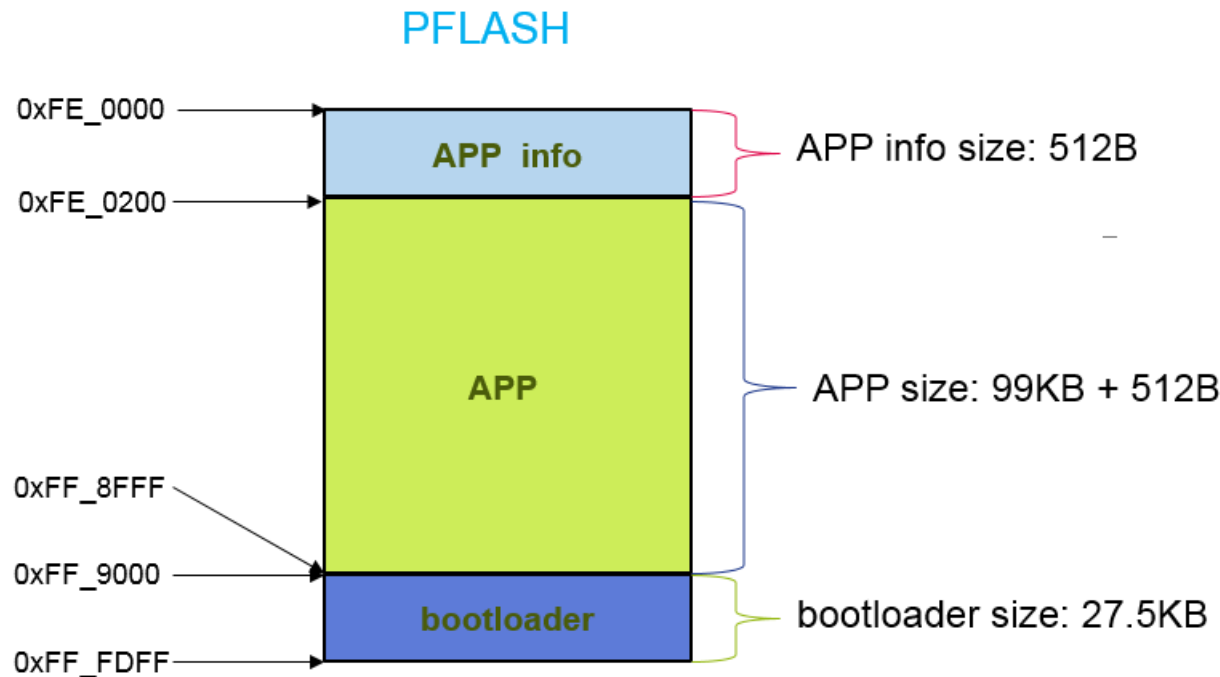 PFLASH
0xFE_0000
APP info
APP info size: 512B
0xFE_0200
APP
APP size: 99KB + 512B
0xFF_8FFF
0xFF_9000
bootloader
bootloader size: 27.5KB
0xFF_FDFF